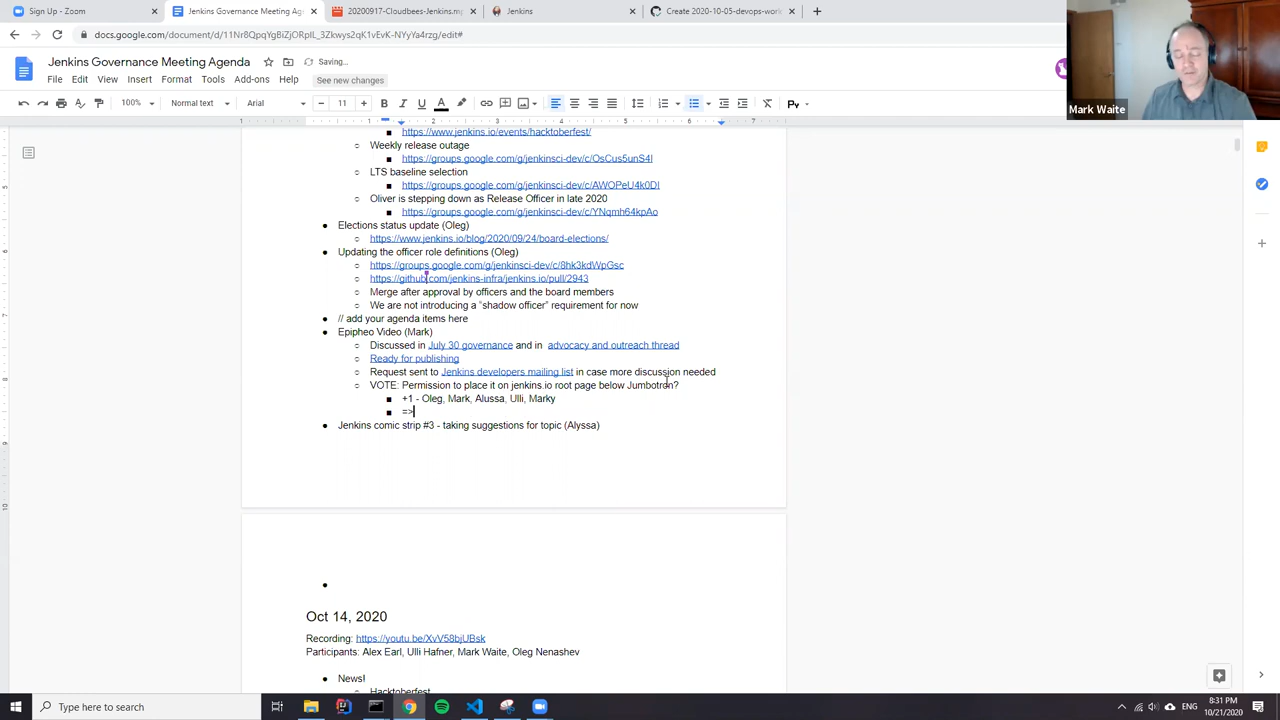 Sign Up - Zoom
Jenkins Governance Meeting Age
20200917-Cloudbees-Jenkins.mp
Jenkins
Create 2020-10-05-devops-work
docs.google.com/document/d/11Nr8QpqYgBiZjORpIL_3Zkwys2qK1vEvK-NYyYa4rzg/edit#
Jenkins Governance Meeting Agenda
Saving...
File Edit View Insert Format Tools Add-ons Help See new changes
100% Normal text Arial 11
https://www.jenkins.io/events/hacktoberfest/
Weekly release outage
https://groups.google.com/g/jenkinsci-dev/c/OsCus5unS4I
LTS baseline selection
https://groups.google.com/g/jenkinsci-dev/c/AWOPeU4k0DI
Oliver is stepping down as Release Officer in late 2020
https://groups.google.com/g/jenkinsci-dev/c/YNqmh64kpAo
Elections status update (Oleg)
https://www.jenkins.io/blog/2020/09/24/board-elections/
Updating the officer role definitions (Oleg)
https://groups.google.com/g/jenkinsci-dev/c/8hk3kdWpGsc
https://github.com/jenkins-infra/jenkins.io/pull/2943
Merge after approval by officers and the board members
We are not introducing a “shadow officer” requirement for now
// add your agenda items here
Epipheo Video (Mark)
Discussed in July 30 governance and in advocacy and outreach thread
Ready for publishing
Request sent to Jenkins developers mailing list in case more discussion needed
VOTE: Permission to place it on jenkins.io root page below Jumbotron?
+1 - Oleg, Mark, Alussa, Ulli, Marky
=>
Jenkins comic strip #3 - taking suggestions for topic (Alyssa)
Oct 14, 2020
Recording: https://youtu.be/XvV58bjUBsk
Participants: Alex Earl, Ulli Hafner, Mark Waite, Oleg Nenashev
News!
Hacktoberfest
Mark Waite
Type here to search
ENG
8:31 PM
10/21/2020